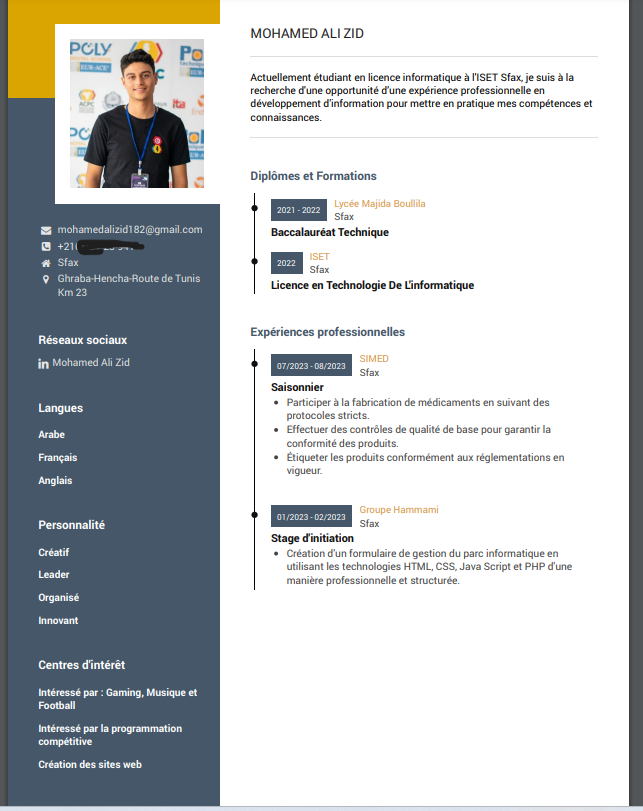 MOHAMED ALI ZID
Actuellement étudiant en licence informatique à l'ISET Sfax, je suis à la
recherche d'une opportunité d'une expérience professionnelle en
développement d'information pour mettre en pratique mes compétences et
connaissances.
mohamedalizid182@gmail.com
Sfax
Ghraba-Hencha-Route de Tunis
Km 23
Réseaux sociaux
in Mohamed Ali Zid
Langues
Arabe
Français
Anglais
Personnalité
Créatif
Leader
Organisé
Innovant
Centres d'intérêt
Intéressé par : Gaming, Musique et
Football
Intéressé par la programmation
compétitive
Création des sites web
Diplômes et Formations
2021 - 2022 Lycée Majida Boullila
Sfax
Baccalauréat Technique
2022 ISET
Sfax
Licence en Technologie De L'informatique
Expériences professionnelles
07/2023 - 08/2023 SIMED
Sfax
Saisonnier
Participer à la fabrication de médicaments en suivant des
protocoles stricts.
Effectuer des contrôles de qualité de base pour garantir la
conformité des produits.
Étiqueter les produits conformément aux réglementations en
vigueur.
01/2023 - 02/2023 Groupe Hammami
Sfax
Stage d'initiation
Création d'un formulaire de gestion du parc informatique en
utilisant les technologies HTML, CSS, Java Script et PHP d'une
manière professionnelle et structurée.